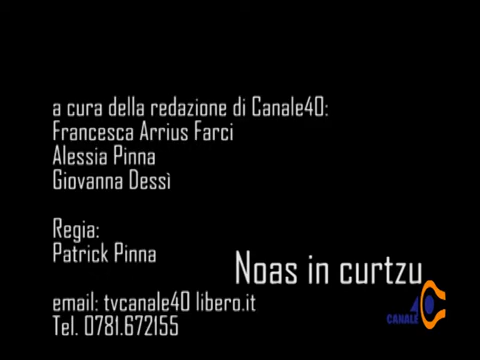 a cura della redazione di Canale40:
Francesca Arrius Farci
Alessia Pinna
Giovanna Dessì
Regia:
Patrick Pinna
Noas in curtzu
email: tvcanale40 libero.it
Tel. 0781.672155
40
CANALE